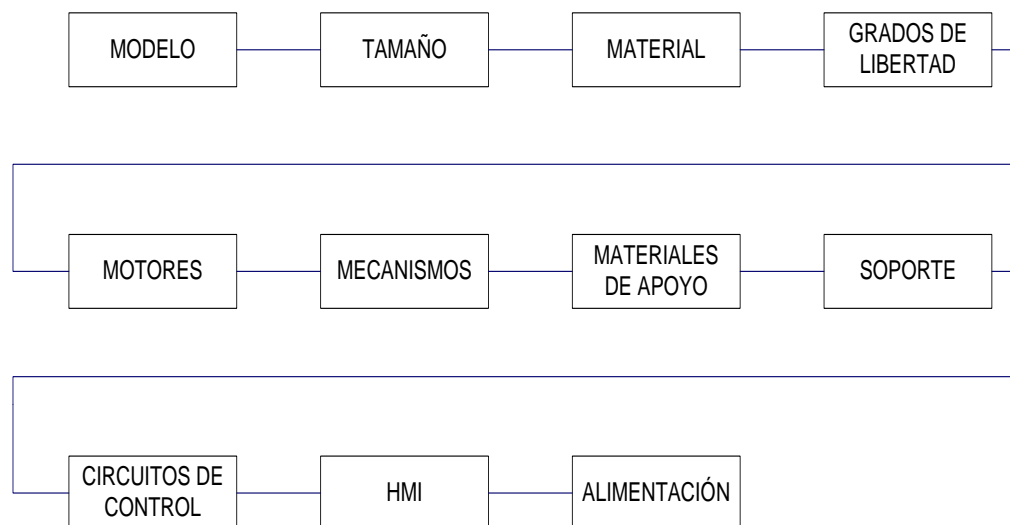 MODELO
TAMAÑO
MATERIAL
GRADOS DE
LIBERTAD
MOTORES
MECANISMOS
MATERIALES
DE APOYO
SOPORTE
CIRCUITOS DE
CONTROL
HMI
ALIMENTACIÓN